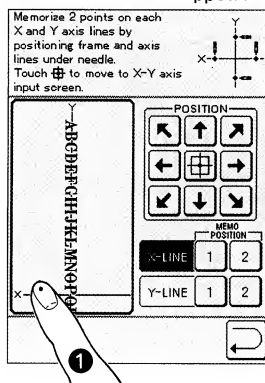 Memorize 2 points on each
X and Y axis lines by
positioning frame and axis
lines under needle.
Touch to move to X-Y axis
input screen.
Y
X
POSITION
Y
ABCDEFGHIJKLMNOPQ
X
MEMO
POSITION
X-LINE 1 2
Y-LINE 1 2
1